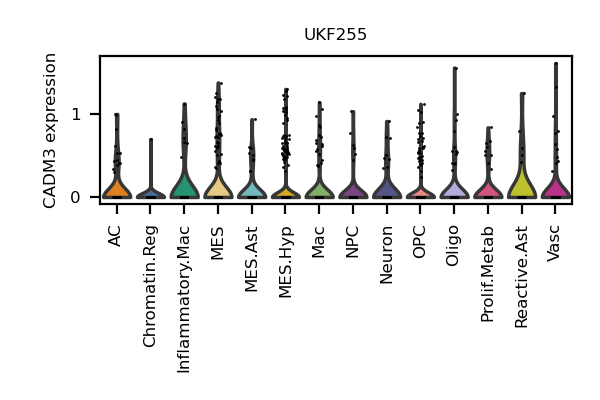 UKF255
CADM3 expression
1
0
AC
Chromatin.Reg
Inflammatory.Mac
MES
MES.Ast
MES.Hyp
Mac
NPC
Neuron
OPC
Oligo
Prolif.Metab
Reactive.Ast
Vasc